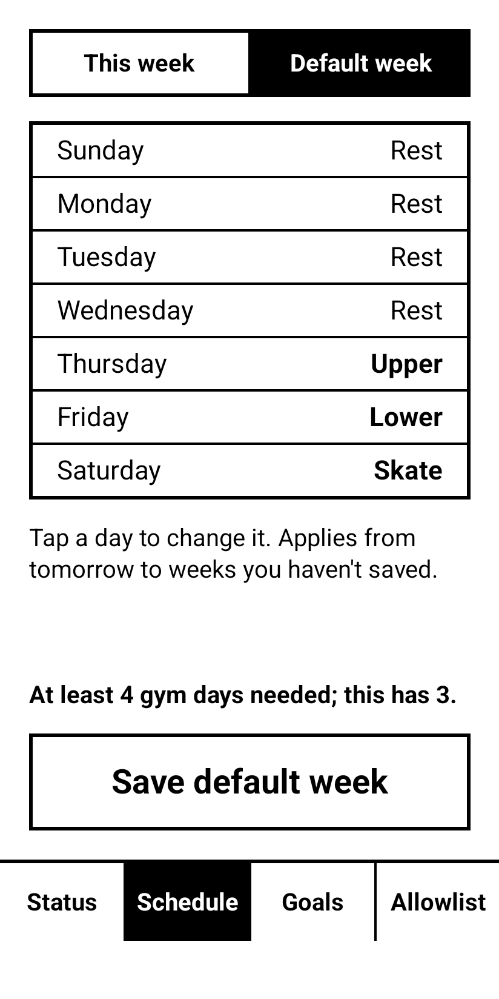 This week Default week
Sunday Rest
Monday Rest
Tuesday Rest
Wednesday Rest
Thursday Upper
Friday Lower
Saturday Skate
Tap a day to change it. Applies from
tomorrow to weeks you haven't saved.
At least 4 gym days needed; this has 3.
Save default week
Status Schedule Goals Allowlist